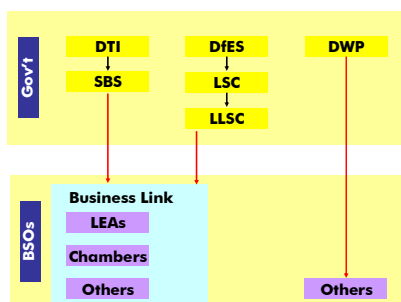 Gov't
DTI
DfES
DWP
SBS
LSC
LLSC
BSOs
Business Link
LEAs
Chambers
Others
Others